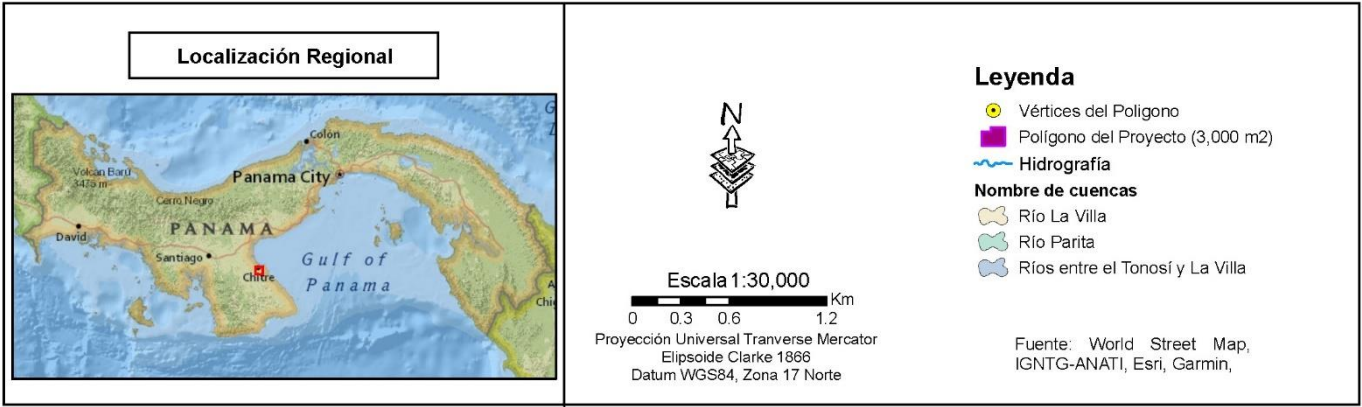 Localización Regional
Colón
Volcán Barú
3475 m
Panama City
Cerro Negro
PANAMA
David
Santiago
Gulf of
Panama
Chitre
N
Escala 1:30,000
Km
0 0.3 0.6 1.2
Proyección Universal Tranverse Mercator
Elipsoide Clarke 1866
Datum WGS84, Zona 17 Norte
Leyenda
Vértices del Poligono
Polígono del Proyecto (3,000 m2)
Hidrografía
Nombre de cuencas
Río La Villa
Río Parita
Ríos entre el Tonosí y La Villa
Fuente: World Street Map,
IGNTG-ANATI, Esri, Garmin,